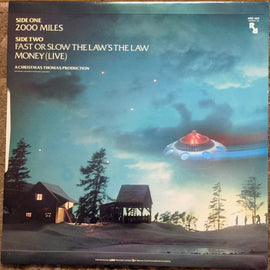 SIDE ONE
2000 MILES
SIDE TWO
FAST OR SLOW THE LAW'S THE LAW
MONEY (LIVE)
A CHRISTMAS THOMAS PRODUCTION